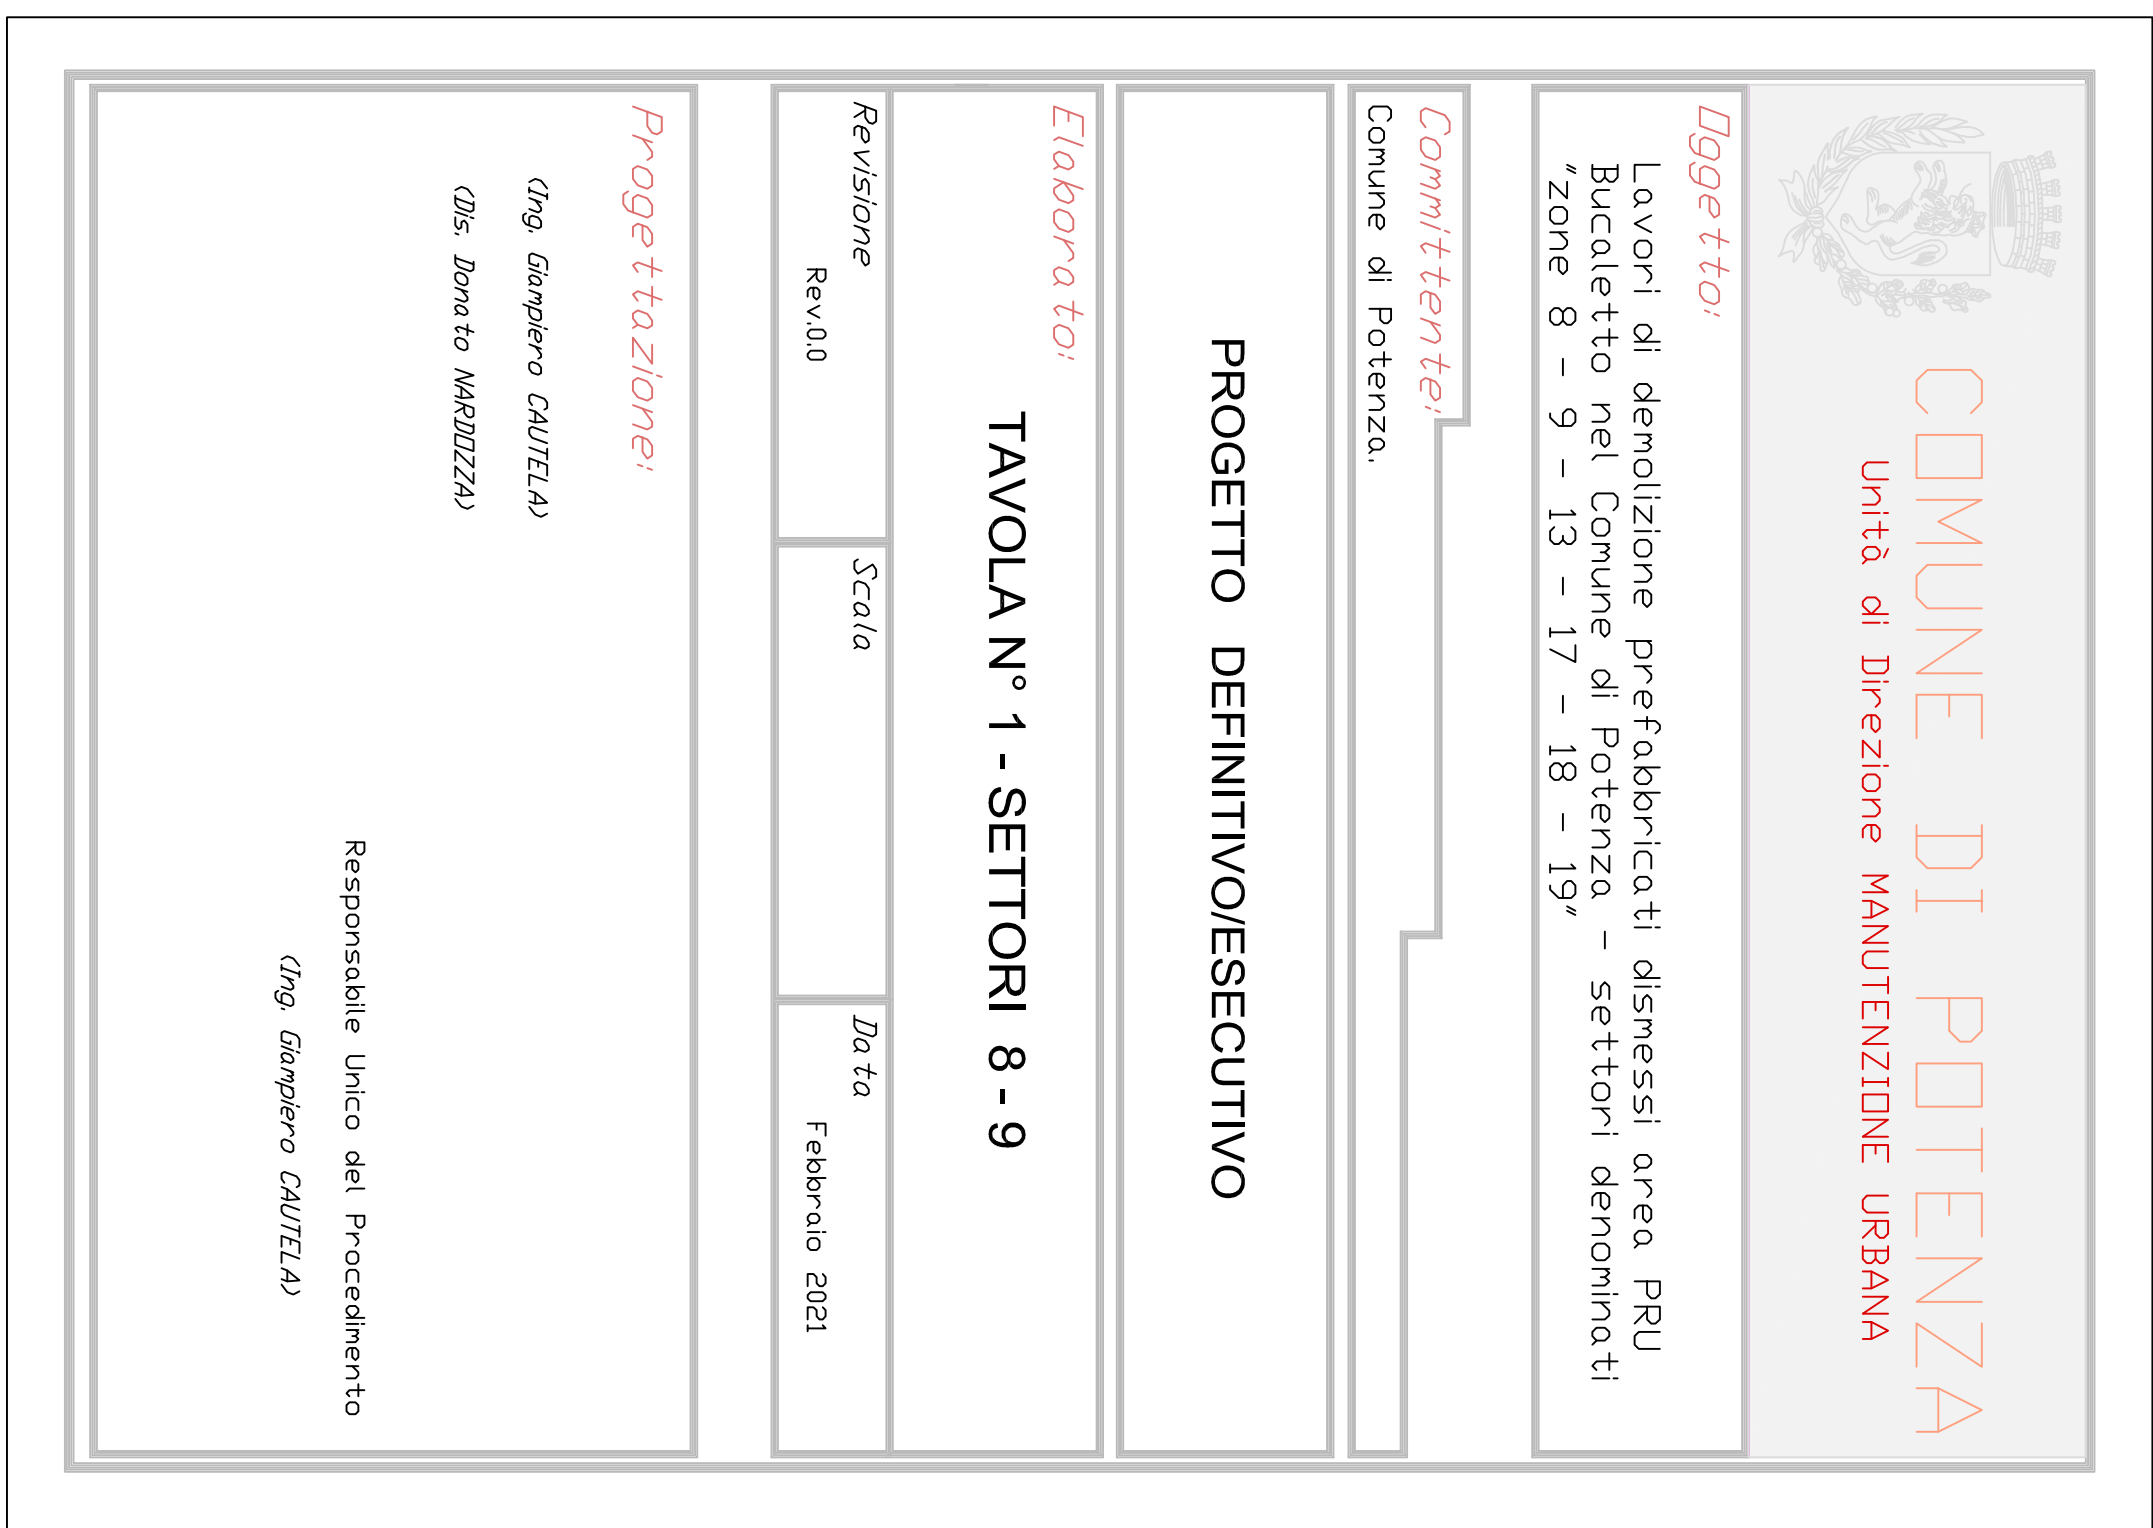 COMUNE DI POTENZA
Unità di Direzione MANUTENZIONE URBANA
Oggetto:
Lavori di demolizione prefabbricati dismessi area PRU
Bucaletto nel Comune di Potenza - settori denominati
"zone 8 - 9 - 13 - 17 - 18 - 19"
Committente:
Comune di Potenza.
PROGETTO DEFINITIVO/ESECUTIVO
Elaborato:
TAVOLA N° 1 - SETTORI 8 - 9
Revisione
Rev.0.0
Scala
Data
Febbraio 2021
Progettazione:
(Ing. Giampiero CAUTELA)
(Dis. Donato NARDOZZA)
Responsabile Unico del Procedimento
(Ing. Giampiero CAUTELA)